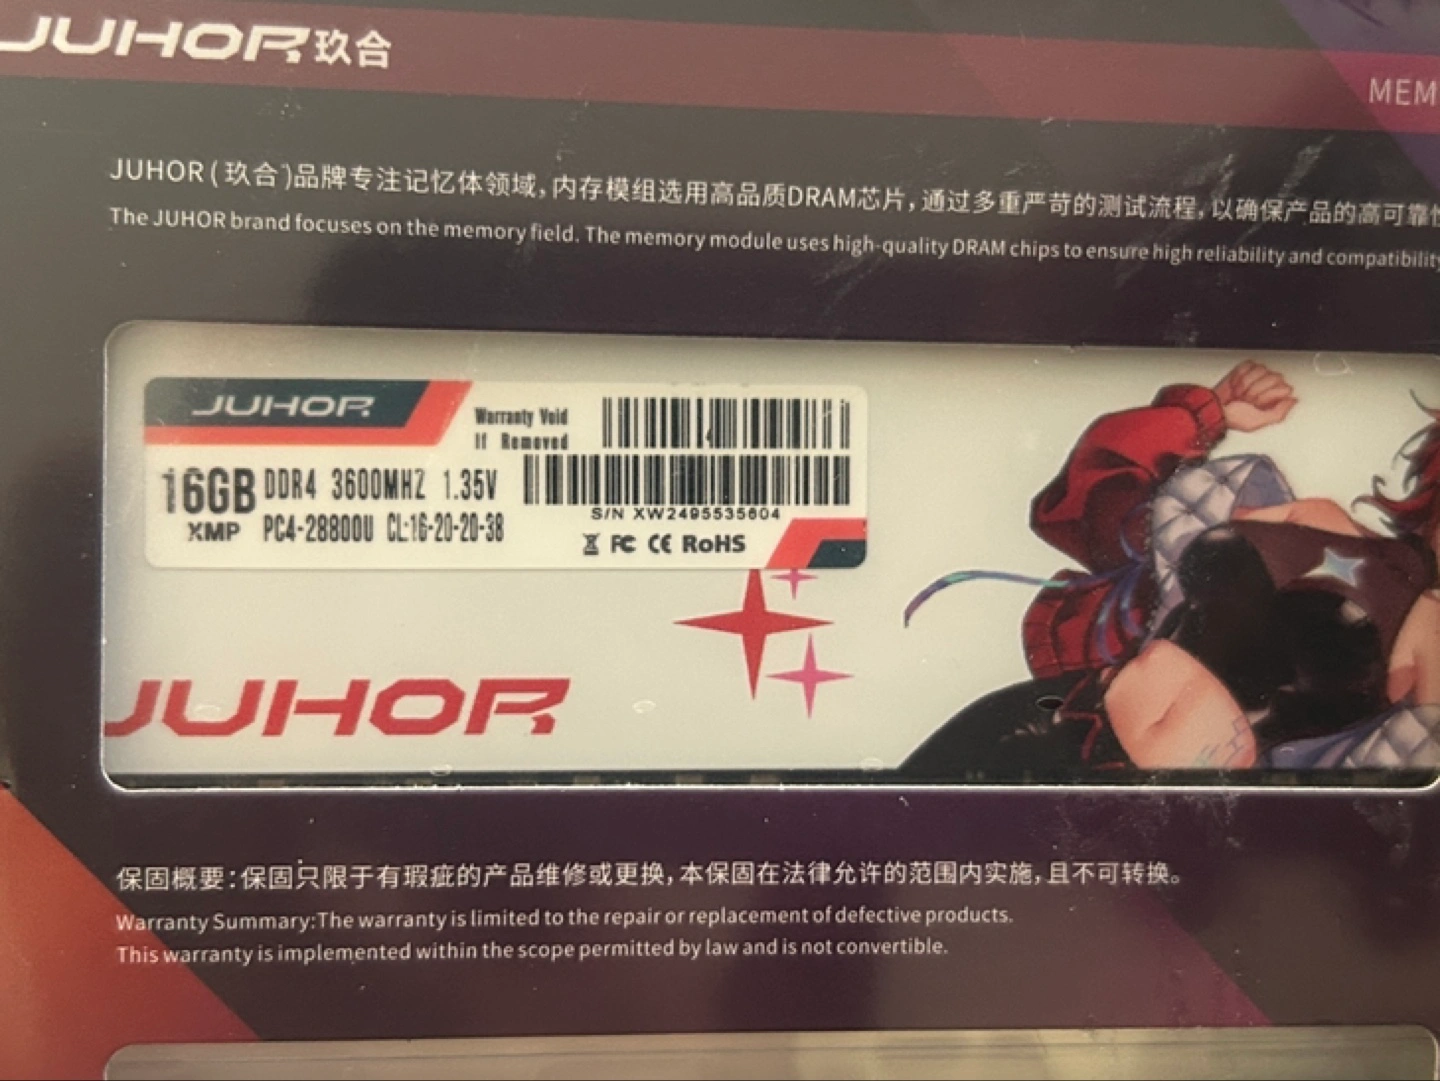 JUHOR 玖合
MEM
JUHOR(玖合)品牌专注记忆体领域,内存模组选用高品质DRAM芯片,通过多重严苛的测试流程,以确保产品的高可靠性
The JUHOR brand focuses on the memory field. The memory module uses high-quality DRAM chips to ensure high reliability and compatibility
JUHOR
Warranty Void
If Removed
16GB DDR4 3600MHZ 1.35V
XMP PC4-28800U CL:16-20-20-38
S/N XW2495535604
FC CE RoHS
JUHOR
保固概要:保固只限于有瑕疵的产品维修或更换,本保固在法律允许的范围内实施,且不可转换。
Warranty Summary:The warranty is limited to the repair or replacement of defective products.
This warranty is implemented within the scope permitted by law and is not convertible.